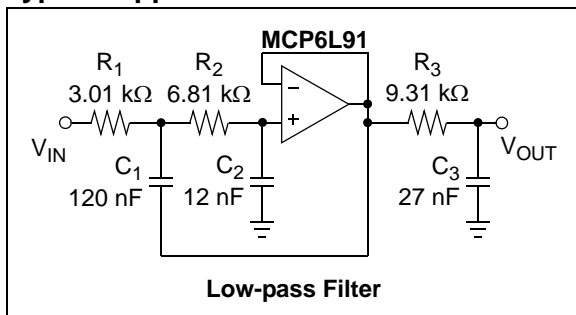 MCP6L91
R1
3.01 kΩ
R2
6.81 kΩ
R3
9.31 kΩ
−
+
VIN
VOUT
C1
120 nF
C2
12 nF
C3
27 nF
Low-pass Filter